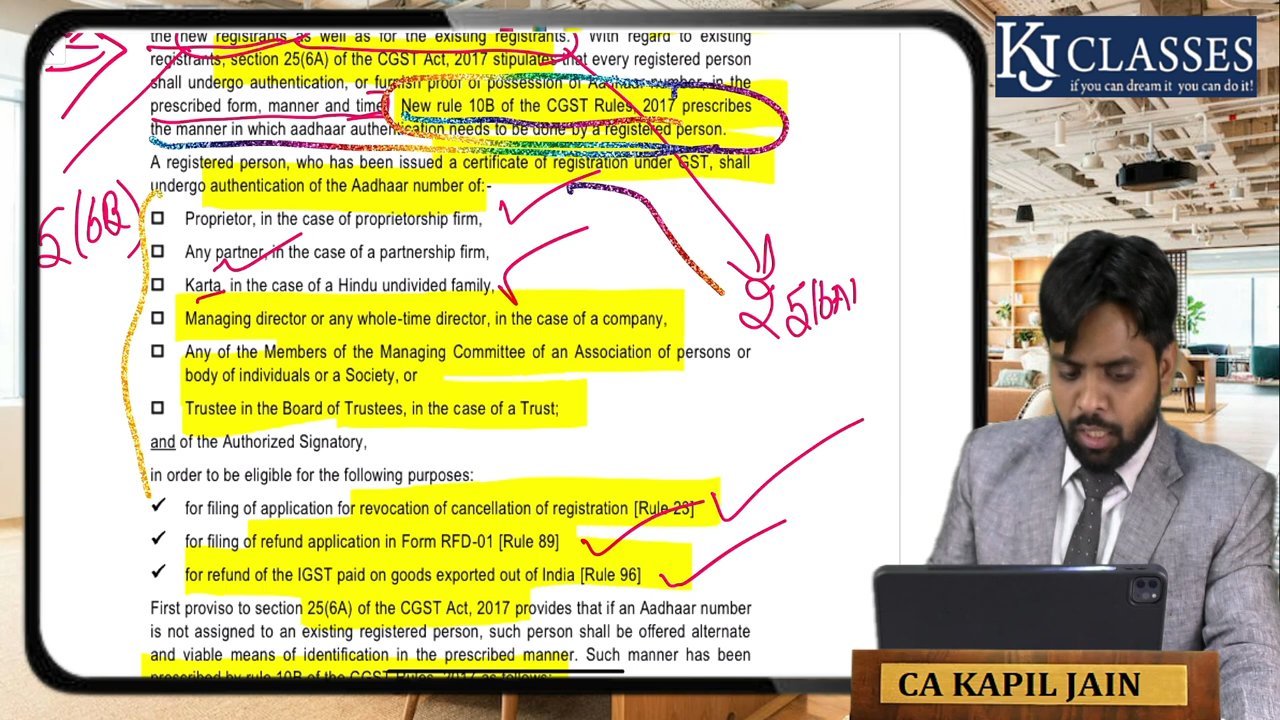 the new registrants as well as for the existing registrants. With regard to existing
registrants, section 25(6A) of the CGST Act, 2017 stipulates that every registered person
shall undergo authentication, or furnish proof of possession of Aadhaar number, in the
prescribed form, manner and time. New rule 10B of the CGST Rules, 2017 prescribes
the manner in which aadhaar authentication needs to be done by a registered person.
A registered person, who has been issued a certificate of registration under GST, shall
undergo authentication of the Aadhaar number of:-
Proprietor, in the case of proprietorship firm,
5(6B)
Any partner, in the case of a partnership firm,
Karta, in the case of a Hindu undivided family,
25(6A)
Managing director or any whole-time director, in the case of a company,
Any of the Members of the Managing Committee of an Association of persons or
body of individuals or a Society, or
Trustee in the Board of Trustees, in the case of a Trust;
and of the Authorized Signatory,
in order to be eligible for the following purposes:
for filing of application for revocation of cancellation of registration [Rule 23]
for filing of refund application in Form RFD-01 [Rule 89]
for refund of the IGST paid on goods exported out of India [Rule 96]
First proviso to section 25(6A) of the CGST Act, 2017 provides that if an Aadhaar number
is not assigned to an existing registered person, such person shall be offered alternate
and viable means of identification in the prescribed manner. Such manner has been
prescribed by rule 10B of the CGST Rules, 2017 as follows:
KJ CLASSES
if you can dream it you can do it!
CA KAPIL JAIN